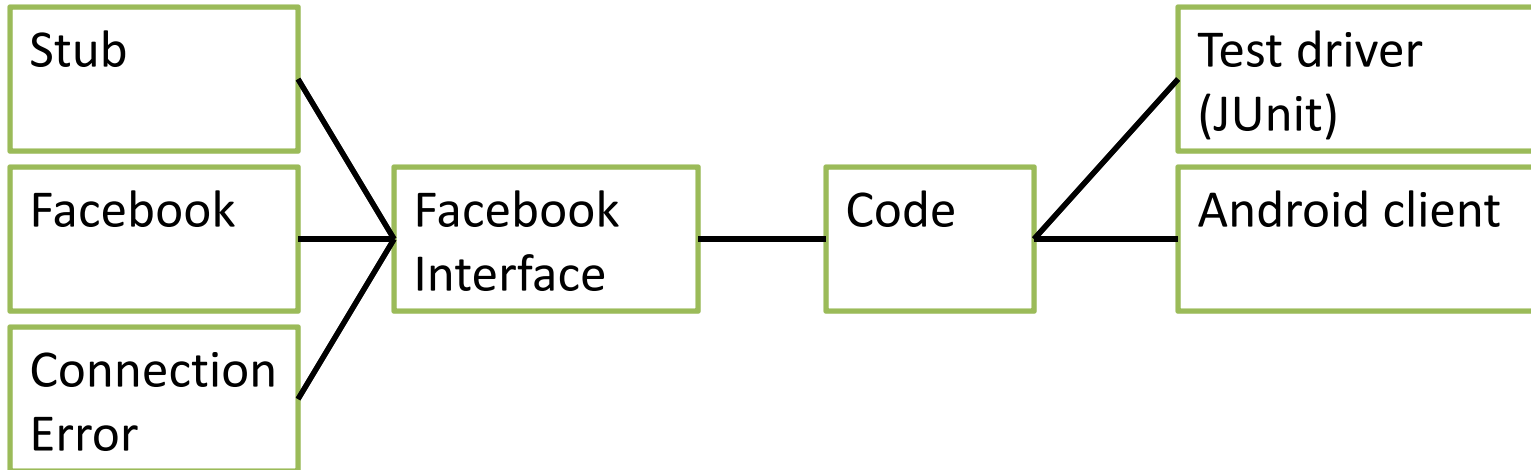 Stub
Facebook
Connection
Error
Facebook
Interface
Code
Test driver
(JUnit)
Android client